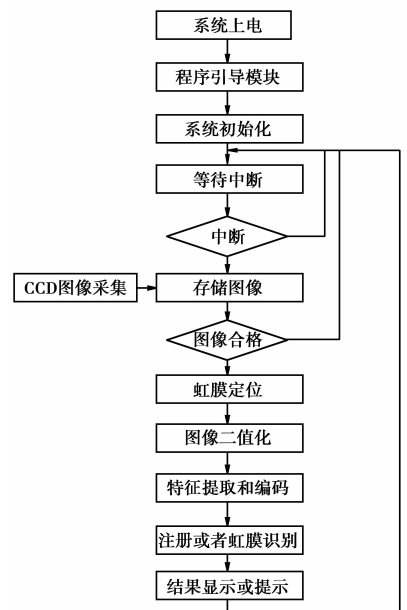 系统上电
程序引导模块
系统初始化
等待中断
中断
CCD图像采集
存储图像
图像合格
虹膜定位
图像二值化
特征提取和编码
注册或者虹膜识别
结果显示或提示